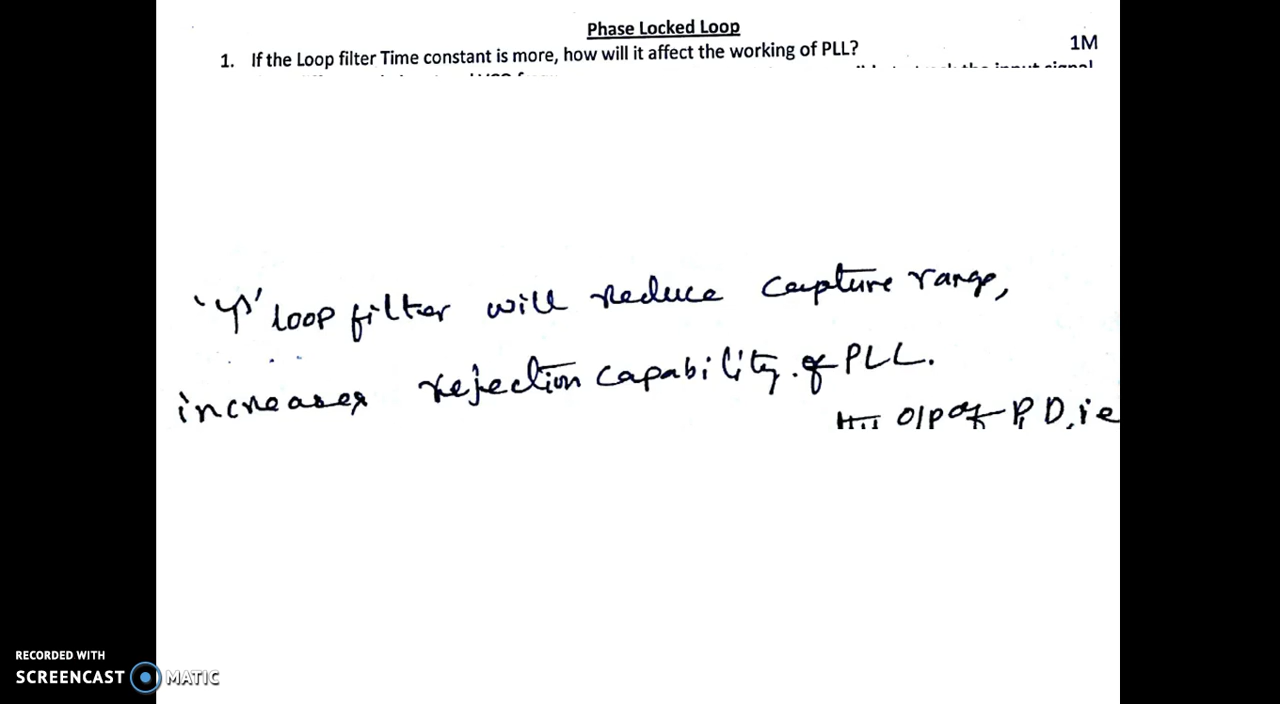 Phase Locked Loop
1. If the Loop filter Time constant is more, how will it affect the working of PLL? 1M
loop filter will reduce capture range,
increases rejection capability. of PLL.
O/P of P, D, ie
RECORDED WITH
SCREENCAST MATIC